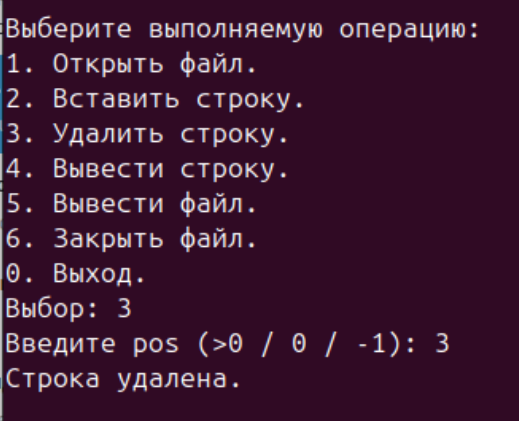 Выберите выполняемую операцию:
1. Открыть файл.
2. Вставить строку.
3. Удалить строку.
4. Вывести строку.
5. Вывести файл.
6. Закрыть файл.
0. Выход.
Выбор: 3
Введите pos (>0 / 0 / -1): 3
Строка удалена.